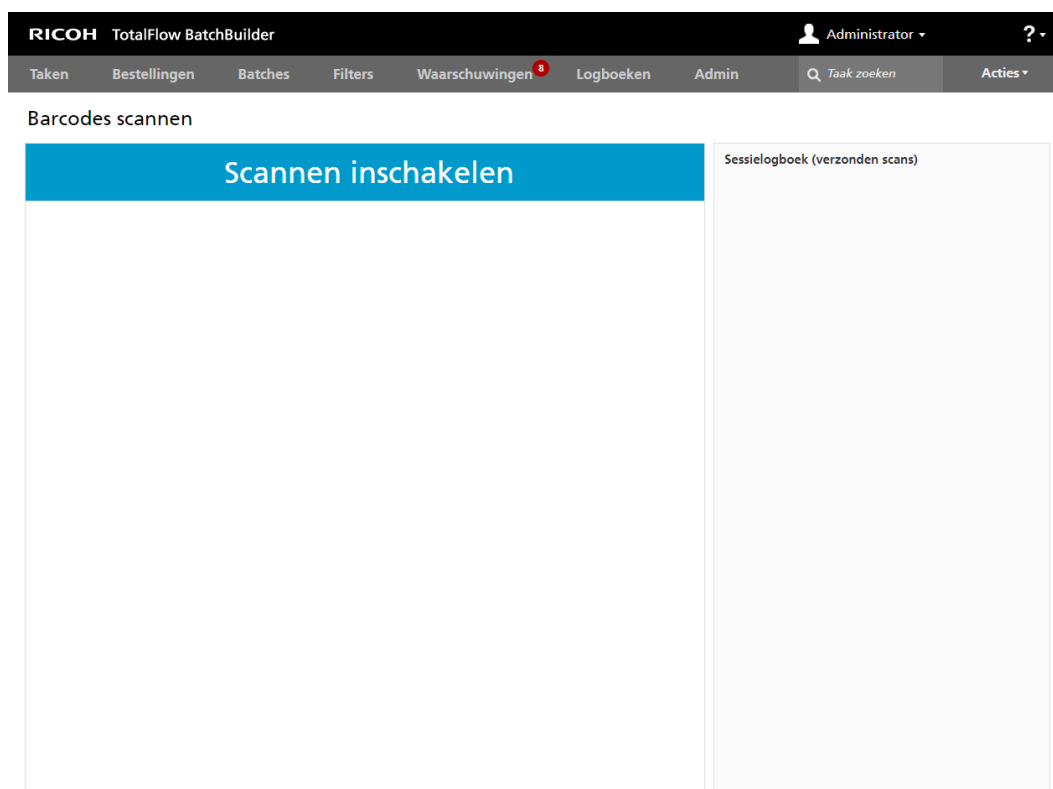 RICOH TotalFlow BatchBuilder Administrator ?
Taken Bestellingen Batches Filters Waarschuwingen 8 Logboeken Admin Taak zoeken Acties
Barcodes scannen
Scannen inschakelen
Sessielogboek (verzonden scans)